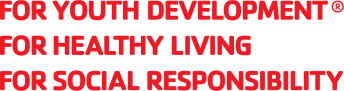 FOR YOUTH DEVELOPMENT®
FOR HEALTHY LIVING
FOR SOCIAL RESPONSIBILITY